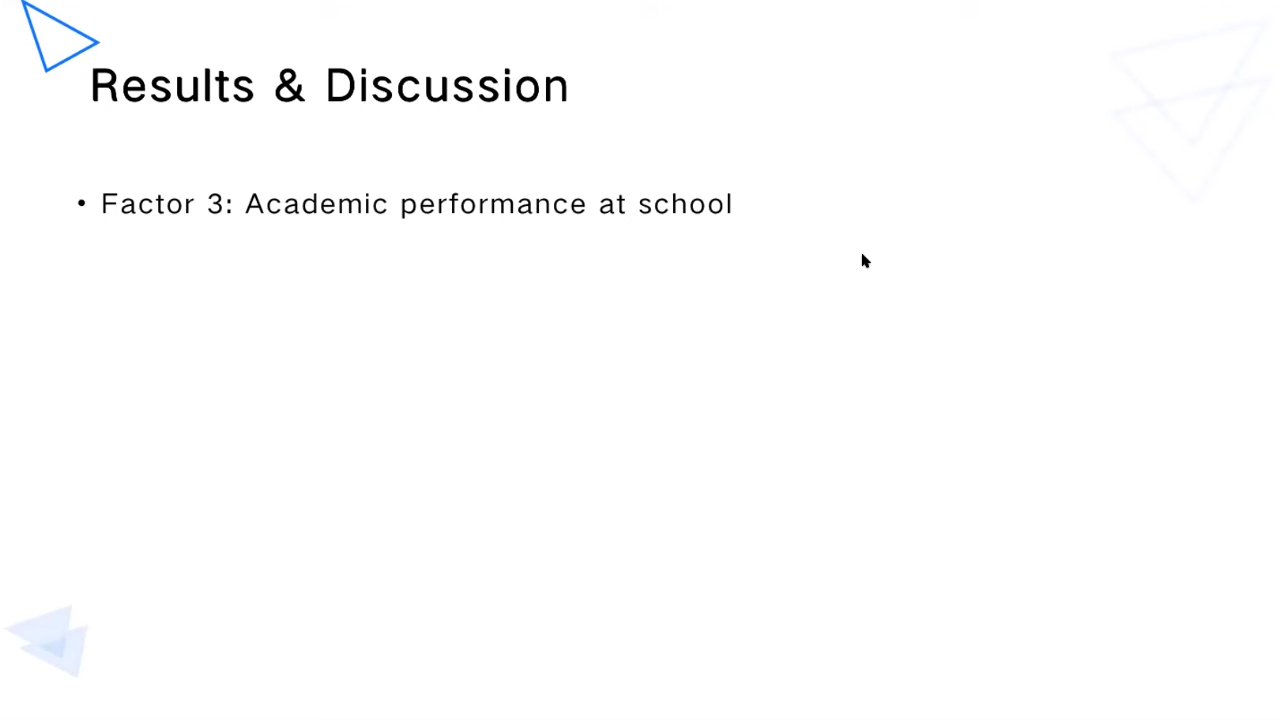 Results & Discussion
• Factor 3: Academic performance at school